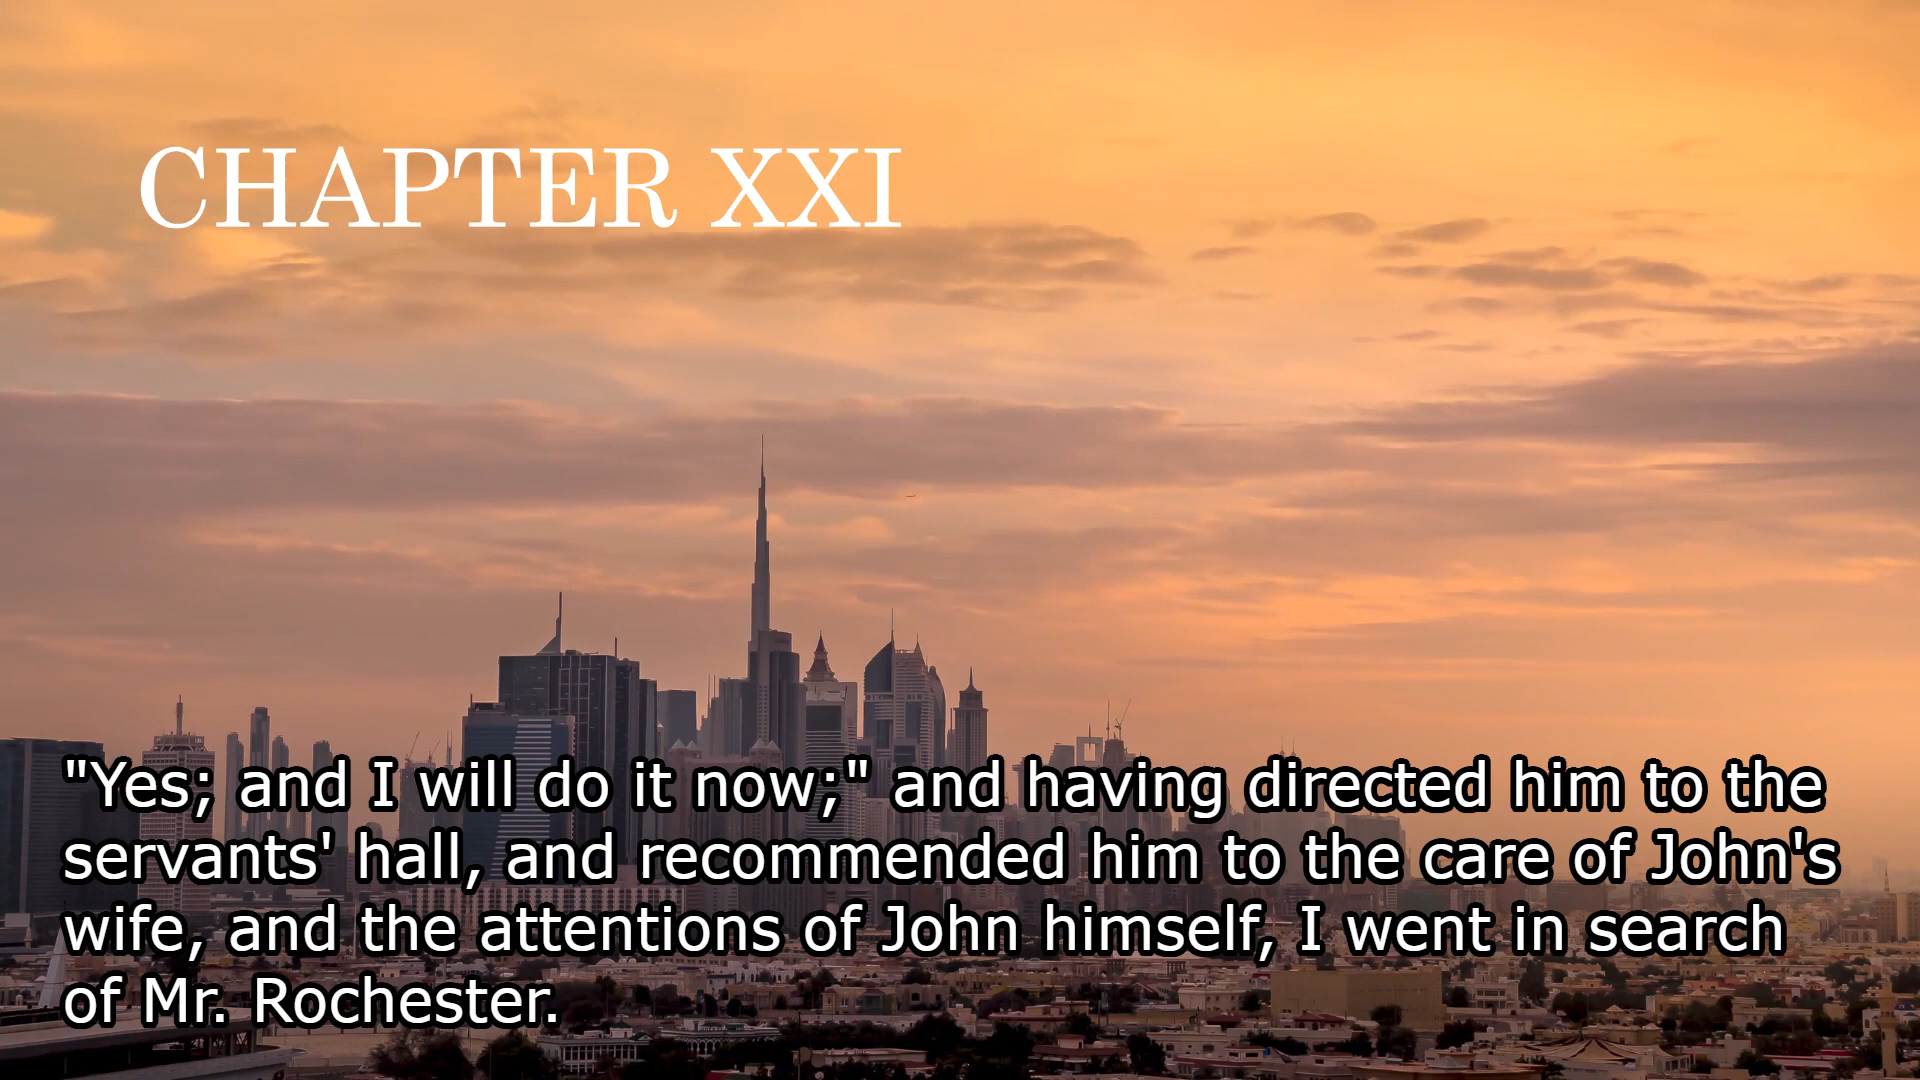 CHAPTER XXI
"Yes; and I will do it now;" and having directed him to the
servants' hall, and recommended him to the care of John's
wife, and the attentions of John himself, I went in search
of Mr. Rochester.